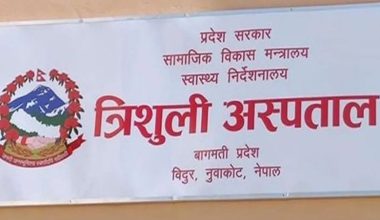 प्रदेश सरकार
सामाजिक विकास मन्त्रालय
स्वास्थ्य निर्देशनालय
त्रिशुली अस्पताल
बागमती प्रदेश
विदुर, नुवाकोट, नेपाल